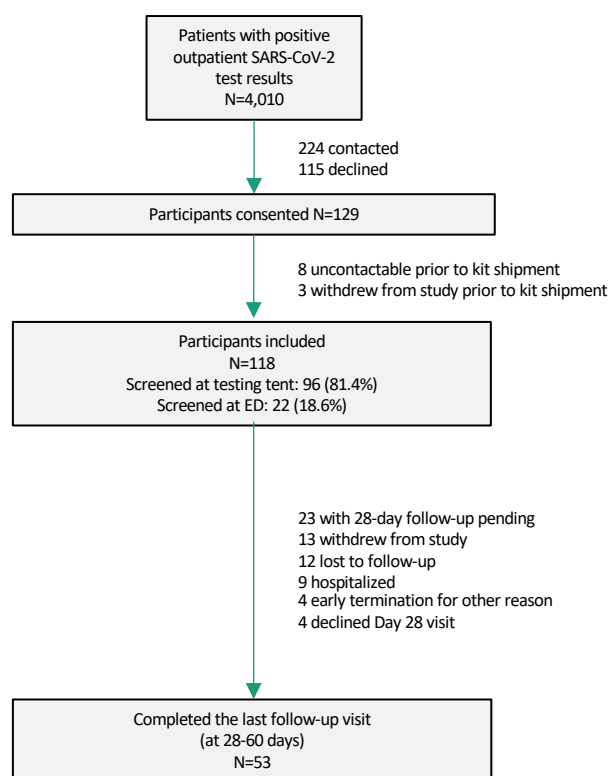 Patients with positive
outpatient SARS-CoV-2
test results
N=4,010
224 contacted
115 declined
Participants consented N=129
8 uncontactable prior to kit shipment
3 withdrew from study prior to kit shipment
Participants included
N=118
Screened at testing tent: 96 (81.4%)
Screened at ED: 22 (18.6%)
23 with 28-day follow-up pending
13 withdrew from study
12 lost to follow-up
9 hospitalized
4 early termination for other reason
4 declined Day 28 visit
Completed the last follow-up visit
(at 28-60 days)
N=53